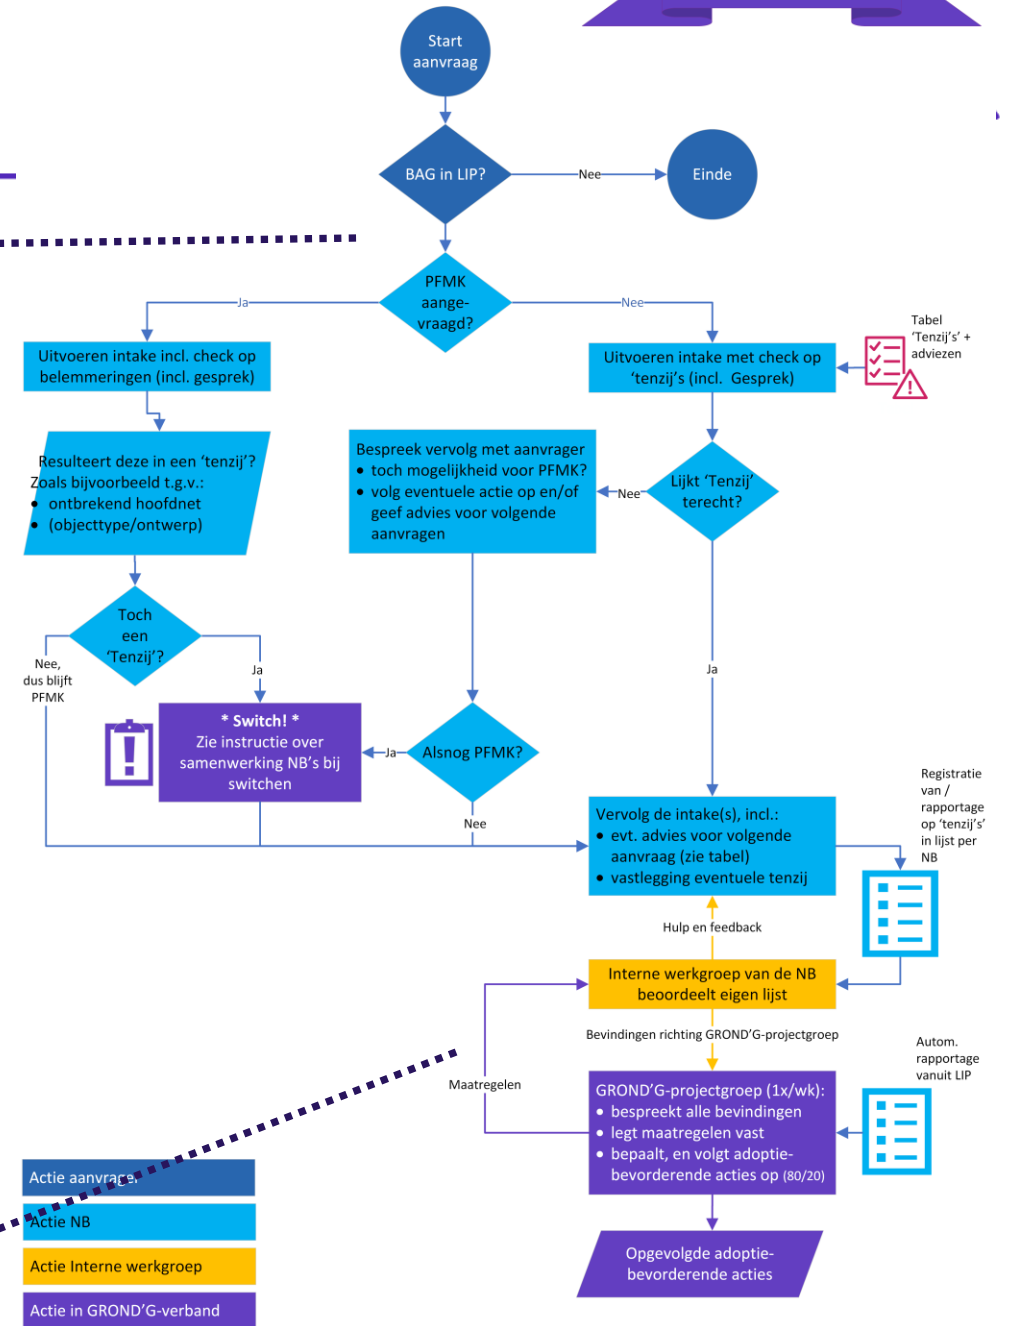 Start
aanvraag
BAG in LIP?
Nee
Einde
PFMK
aange-
vraagd?
Ja
Nee
Tabel
'Tenzij's' +
adviezen
Uitvoeren intake incl. check op
belemmeringen (incl. gesprek)
Uitvoeren intake met check op
'tenzij's (incl. Gesprek)
Resulteert deze in een 'tenzij'?
Zoals bijvoorbeeld t.g.v.:
• ontbrekend hoofdnet
• (objecttype/ontwerp)
Bespreek vervolg met aanvrager
• toch mogelijkheid voor PFMK?
• volg eventuele actie op en/of
geef advies voor volgende
aanvragen
Nee
Lijkt 'Tenzij'
terecht?
Toch
een
'Tenzij'?
Nee,
dus blijft
PFMK
Ja
Ja
* Switch! *
Zie instructie over
samenwerking NB's bij
switchen
Ja
Alsnog PFMK?
Nee
Vervolg de intake(s), incl.:
• evt. advies voor volgende
aanvraag (zie tabel)
• vastlegging eventuele tenzij
Registratie
van /
rapportage
op 'tenzij's'
in lijst per
NB
Hulp en feedback
Interne werkgroep van de NB
beoordeelt eigen lijst
Bevindingen richting GROND'G-projectgroep
Maatregelen
Autom.
rapportage
vanuit LIP
GROND'G-projectgroep (1x/wk):
• bespreekt alle bevindingen
• legt maatregelen vast
• bepaalt, en volgt adoptie-
bevorderende acties op (80/20)
Opgevolgde adoptie-
bevorderende acties
Actie aanvrager
Actie NB
Actie Interne werkgroep
Actie in GROND'G-verband